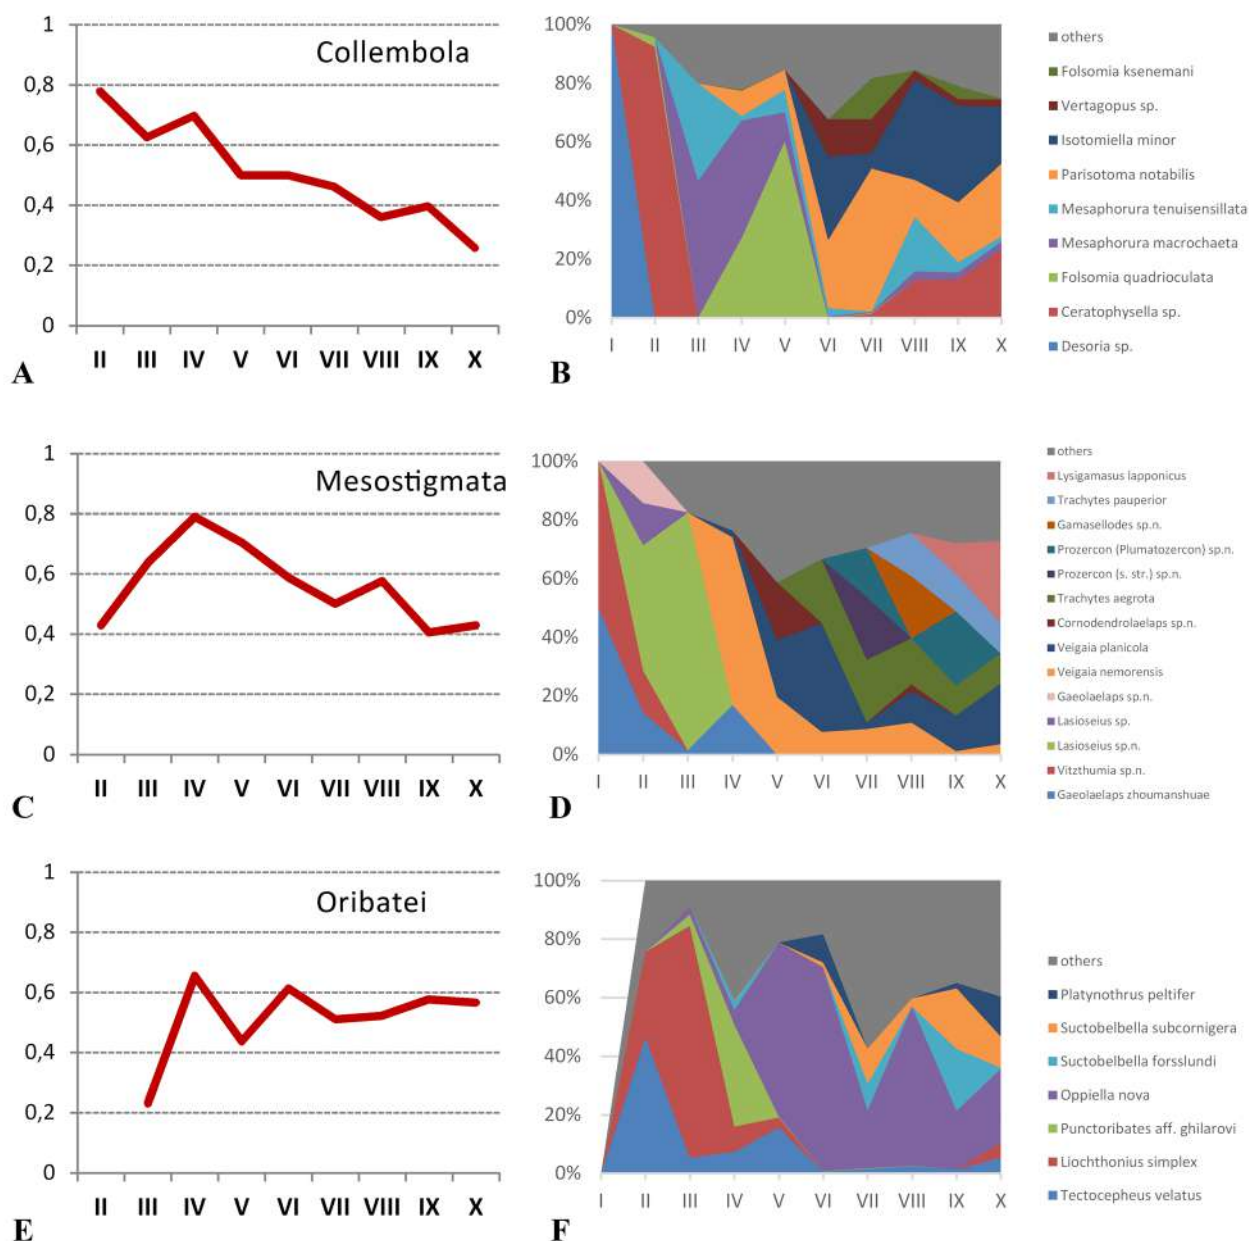 Collembola
1
0,8
0,6
0,4
0,2
0
II III IV V VI VII VIII IX X
A
100%
80%
60%
40%
20%
0%
I II III IV V VI VII VIII IX X
B
others
Folsomia ksenemani
Vertagopus sp.
Isotomiella minor
Parisotoma notabilis
Mesaphorura tenuisensillata
Mesaphorura macrochaeta
Folsomia quadrioculata
Ceratophysella sp.
Desoria sp.
Mesostigmata
1
0,8
0,6
0,4
0,2
0
II III IV V VI VII VIII IX X
C
100%
80%
60%
40%
20%
0%
I II III IV V VI VII VIII IX X
D
others
Lysigamasus lapponicus
Trachytes pauperior
Gamasellodes sp.n.
Prozercon (Plumatozercon) sp.n.
Prozercon (s. str.) sp.n.
Trachytes aegrota
Cornodendrolaelaps sp.n.
Veigaia planicola
Veigaia nemorensis
Gaeolaelaps sp.n.
Lasioseius sp.
Lasioseius sp.n.
Vitzthumia sp.n.
Gaeolaelaps zhoumanshuae
Oribatei
1
0,8
0,6
0,4
0,2
0
II III IV V VI VII VIII IX X
E
100%
80%
60%
40%
20%
0%
I II III IV V VI VII VIII IX X
F
others
Platynothrus peltifer
Suctobelbella subcornigera
Suctobelbella forsslundi
Oppiella nova
Punctoribates aff. ghilarovi
Liochthonius simplex
Tectocepheus velatus